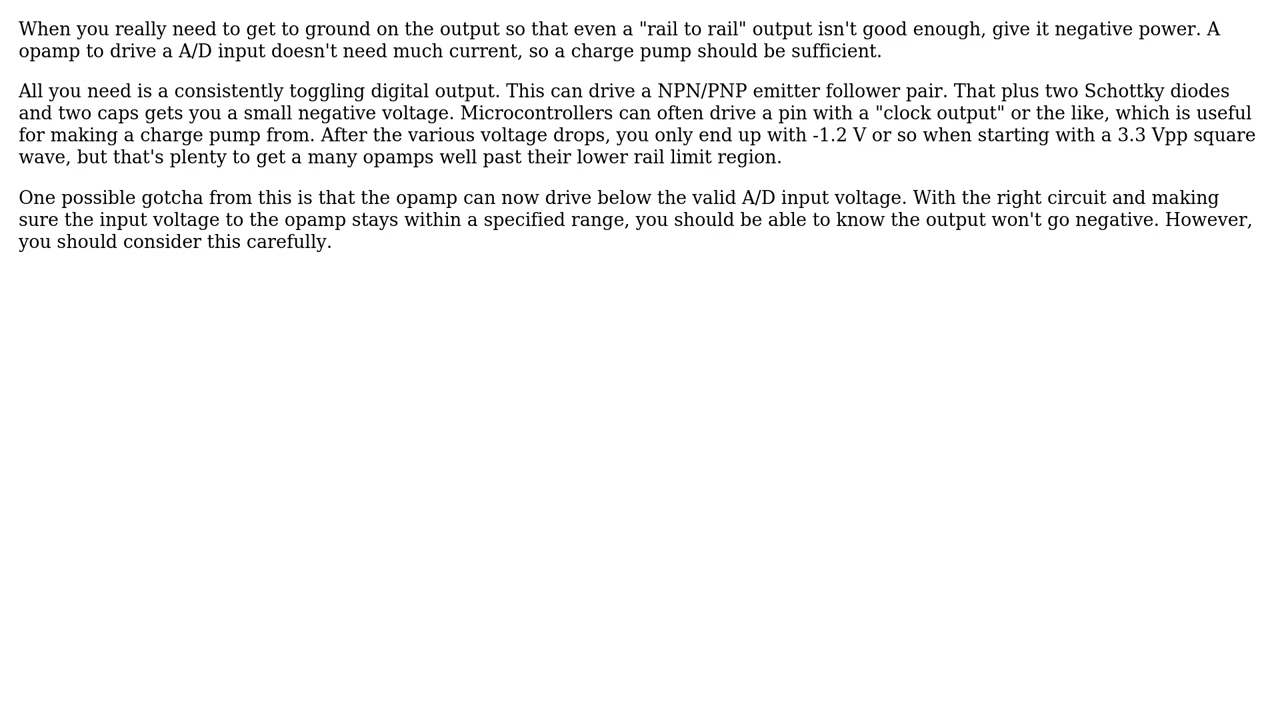 When you really need to get to ground on the output so that even a "rail to rail" output isn't good enough, give it negative power. A
opamp to drive a A/D input doesn't need much current, so a charge pump should be sufficient.
All you need is a consistently toggling digital output. This can drive a NPN/PNP emitter follower pair. That plus two Schottky diodes
and two caps gets you a small negative voltage. Microcontrollers can often drive a pin with a "clock output" or the like, which is useful
for making a charge pump from. After the various voltage drops, you only end up with -1.2 V or so when starting with a 3.3 Vpp square
wave, but that's plenty to get a many opamps well past their lower rail limit region.
One possible gotcha from this is that the opamp can now drive below the valid A/D input voltage. With the right circuit and making
sure the input voltage to the opamp stays within a specified range, you should be able to know the output won't go negative. However,
you should consider this carefully.